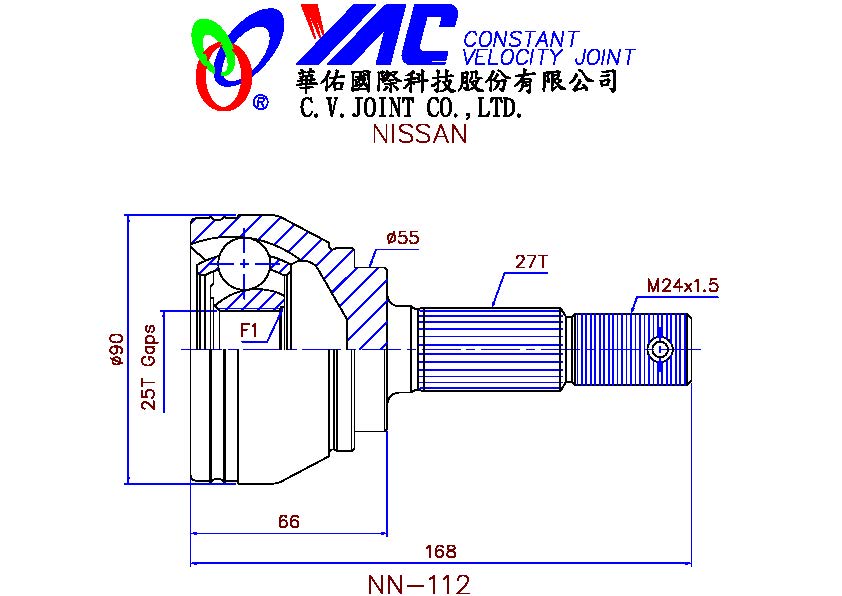 YAC CONSTANT
VELOCITY JOINT
®
華佑國際科技股份有限公司
C.V.JOINT CO.,LTD.
NISSAN
ø55
27T
M24x1.5
F1
ø90
25T Gaps
66
168
NN-112